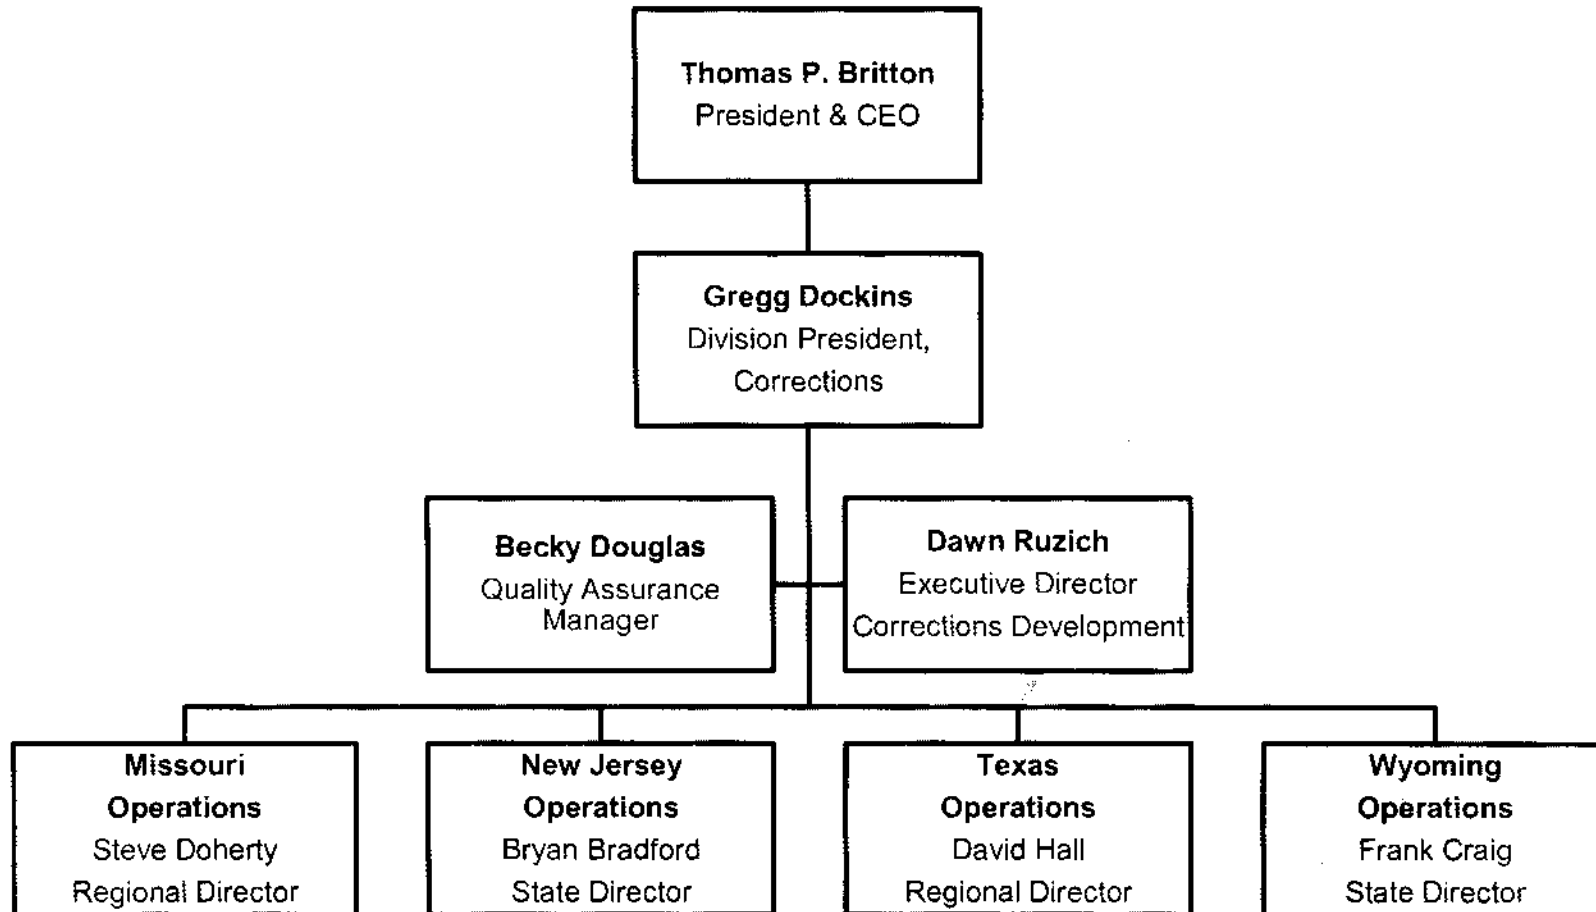 Thomas P. Britton
President & CEO
Gregg Dockins
Division President,
Corrections
Becky Douglas
Quality Assurance
Manager
Dawn Ruzich
Executive Director
Corrections Development
Missouri
Operations
Steve Doherty
Regional Director
New Jersey
Operations
Bryan Bradford
State Director
Texas
Operations
David Hall
Regional Director
Wyoming
Operations
Frank Craig
State Director